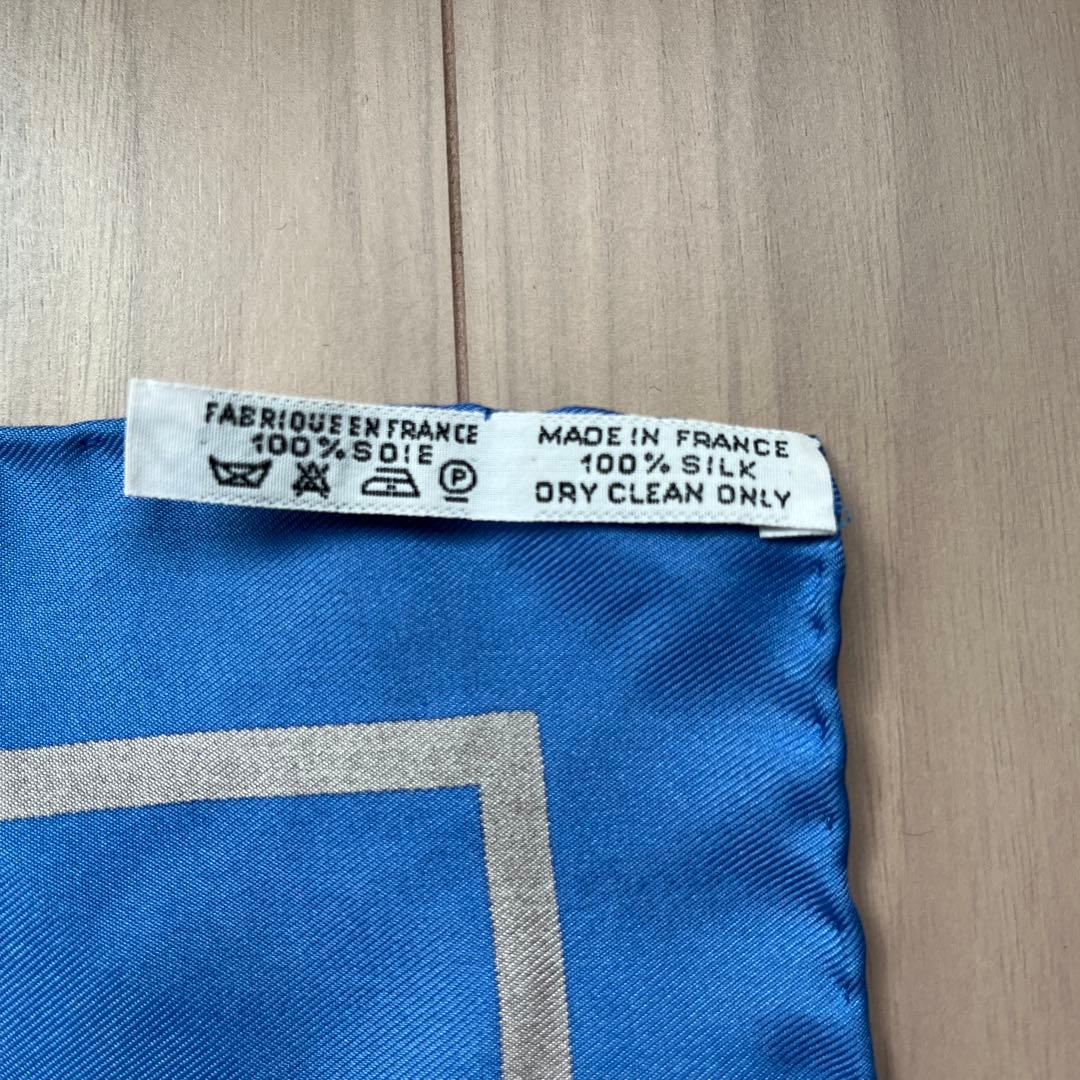 FABRIQUE EN FRANCE
100% SOIE
P
MADE IN FRANCE
100% SILK
DRY CLEAN ONLY